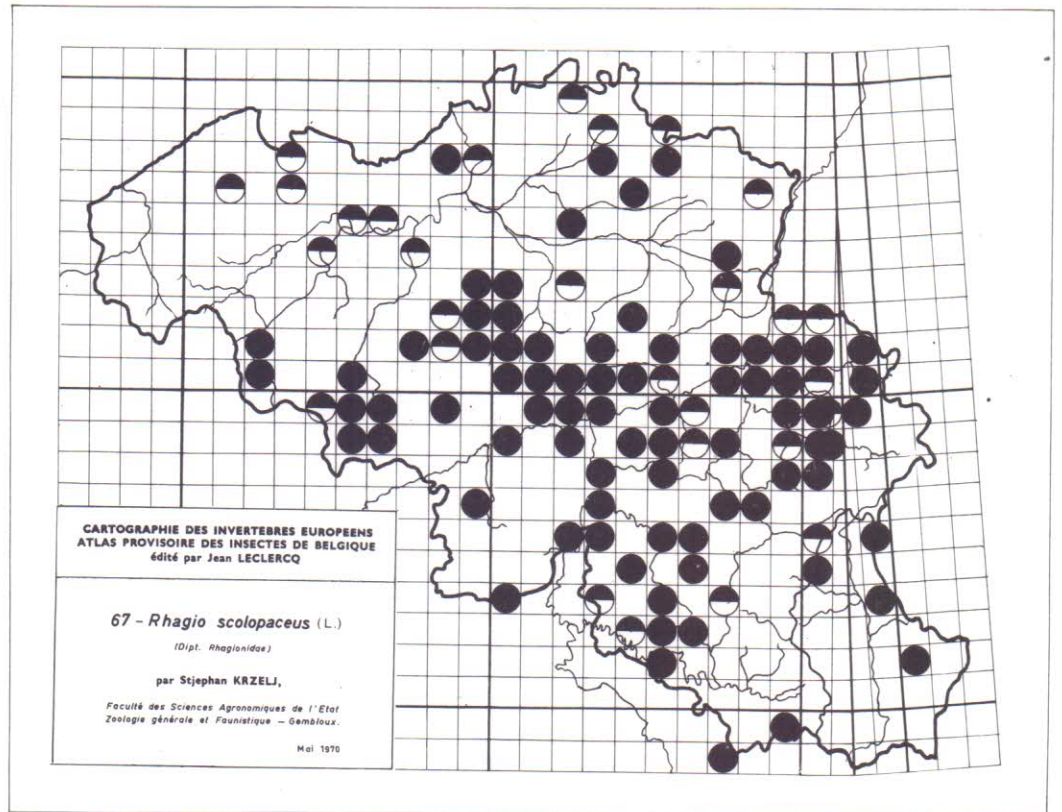 CARTOGRAPHIE DES INVERTEBRES EUROPEENS
ATLAS PROVISOIRE DES INSECTES DE BELGIQUE
édité par Jean LECLERCQ
67 – Rhagio scolopaceus (L.)
(Dipt. Rhagionidae)
par Stjephan KRZELJ,
Faculté des Sciences Agronomiques de l'Etat
Zoologie générale et Faunistique – Gembloux.
Mai 1970